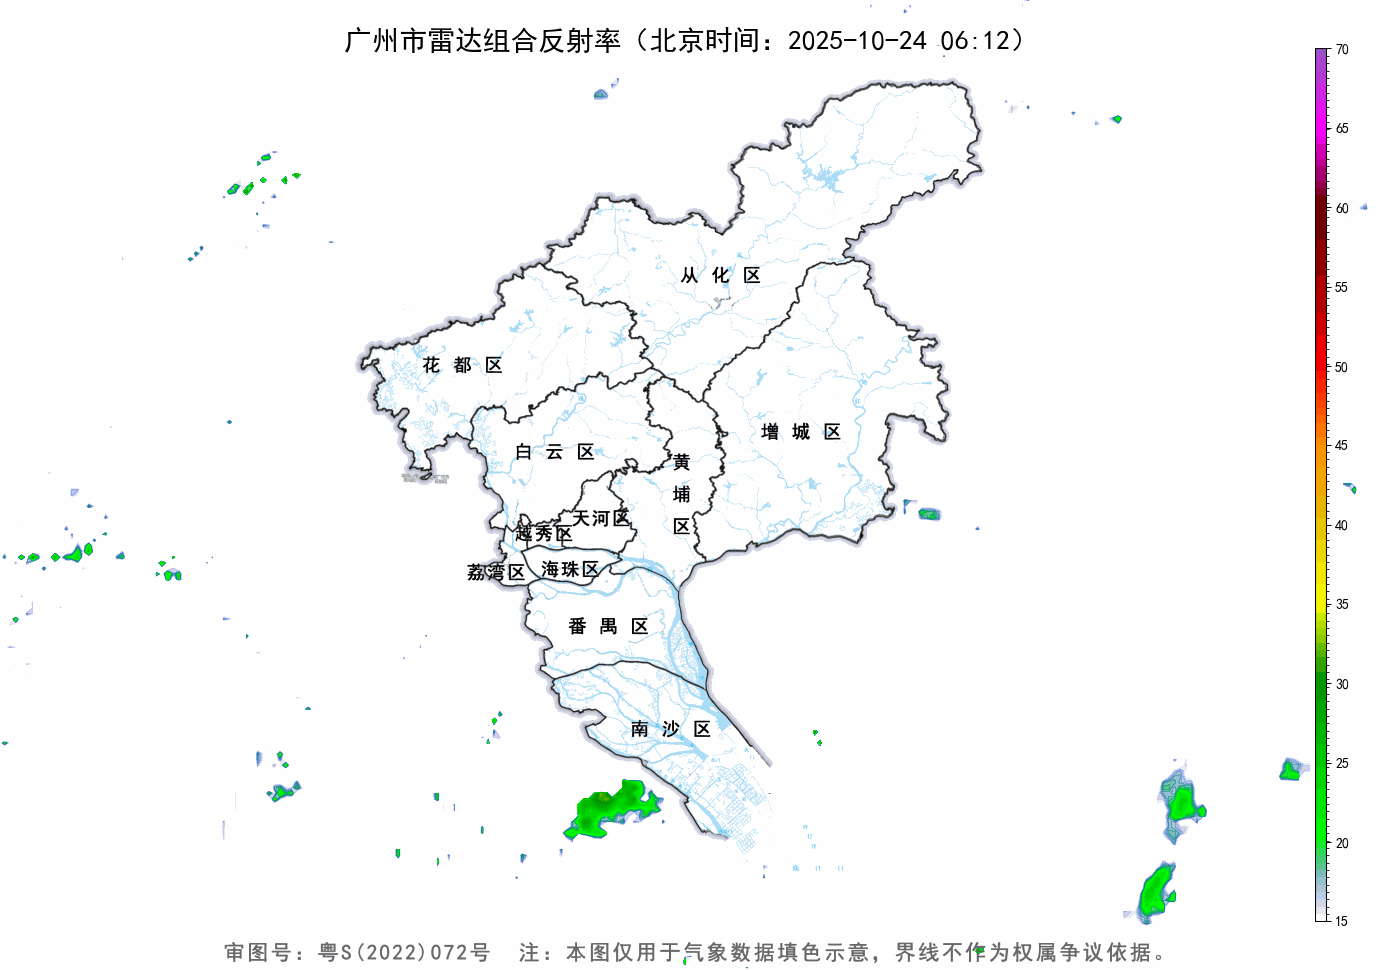 广州市雷达组合反射率（北京时间：2025-10-24 06:12）
70
65
60
55
50
45
40
35
30
25
20
15
从化区
花都区
增城区
白云区
黄埔区
天河区
越秀区
荔湾区
海珠区
番禺区
南沙区
审图号：粤S(2022)072号 注：本图仅用于气象数据填色示意，界线不作为权属争议依据。